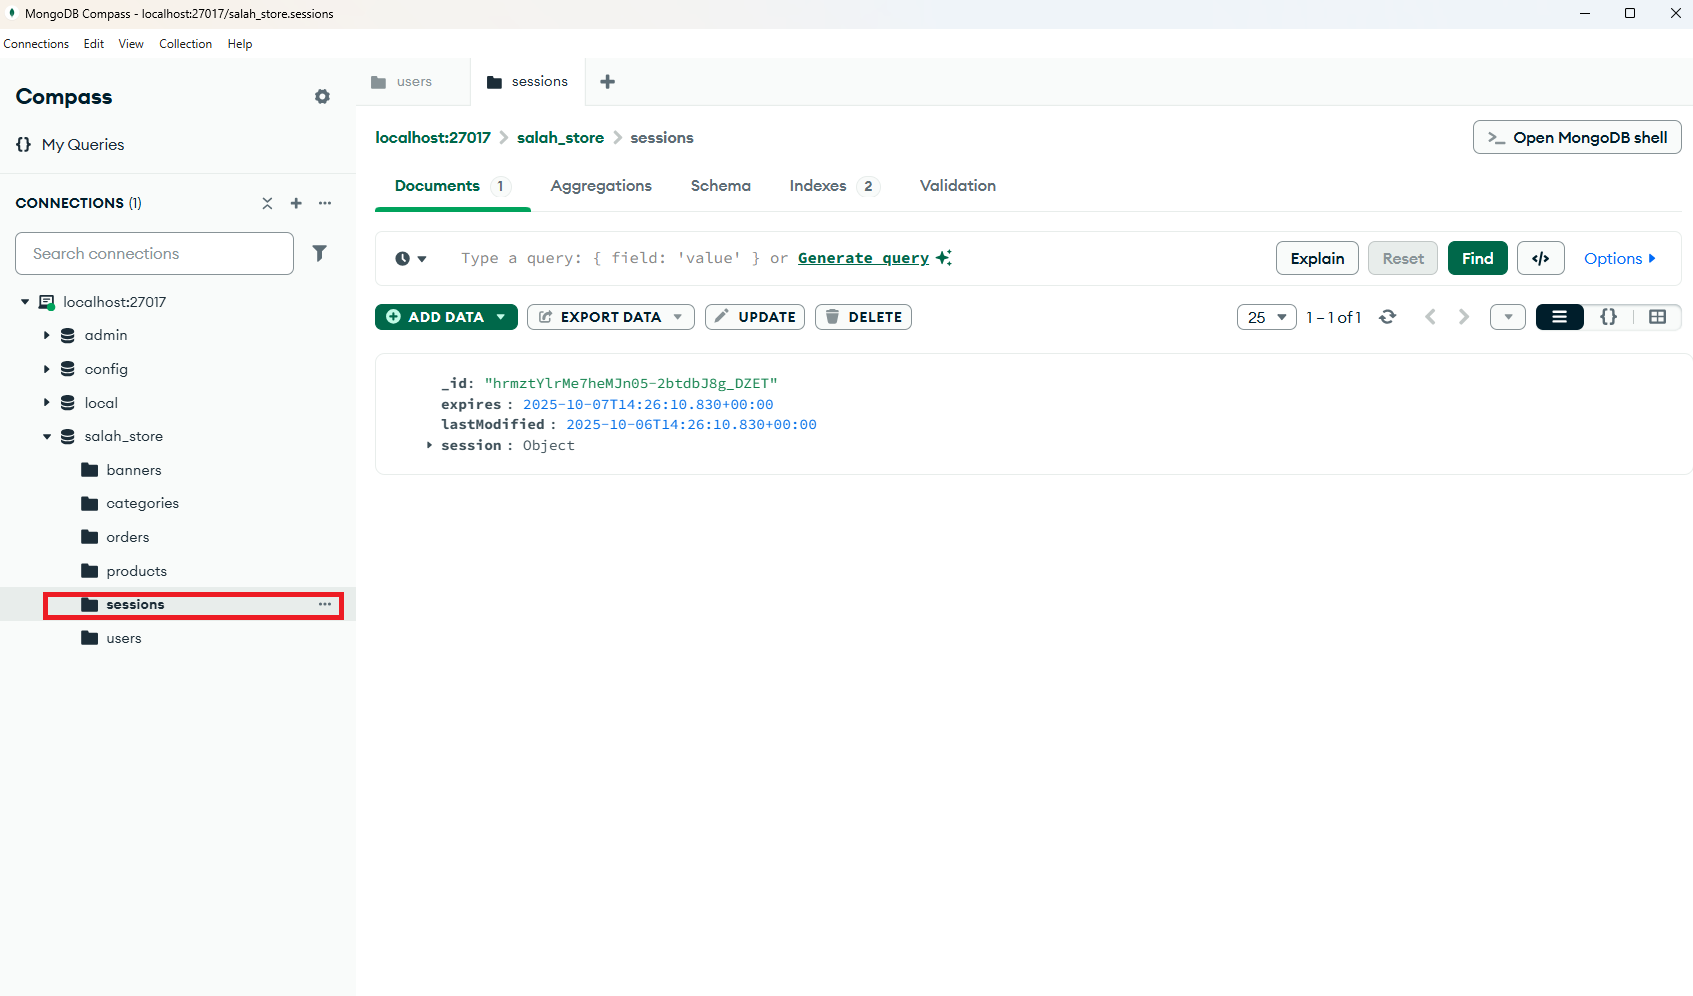 MongoDB Compass - localhost:27017/salah_store.sessions
Connections Edit View Collection Help
Compass
My Queries
CONNECTIONS (1)
Search connections
localhost:27017
admin
config
local
salah_store
banners
categories
orders
products
sessions
users
users sessions
localhost:27017 salah_store sessions
>_ Open MongoDB shell
Documents 1 Aggregations Schema Indexes 2 Validation
Type a query: { field: 'value' } or Generate query
Explain Reset Find </> Options
ADD DATA EXPORT DATA UPDATE DELETE
25 1 – 1 of 1 {}
_id: "hrmztYlrMe7heMJn05-2btdbJ8g_DZET"
expires : 2025-10-07T14:26:10.830+00:00
lastModified : 2025-10-06T14:26:10.830+00:00
session : Object